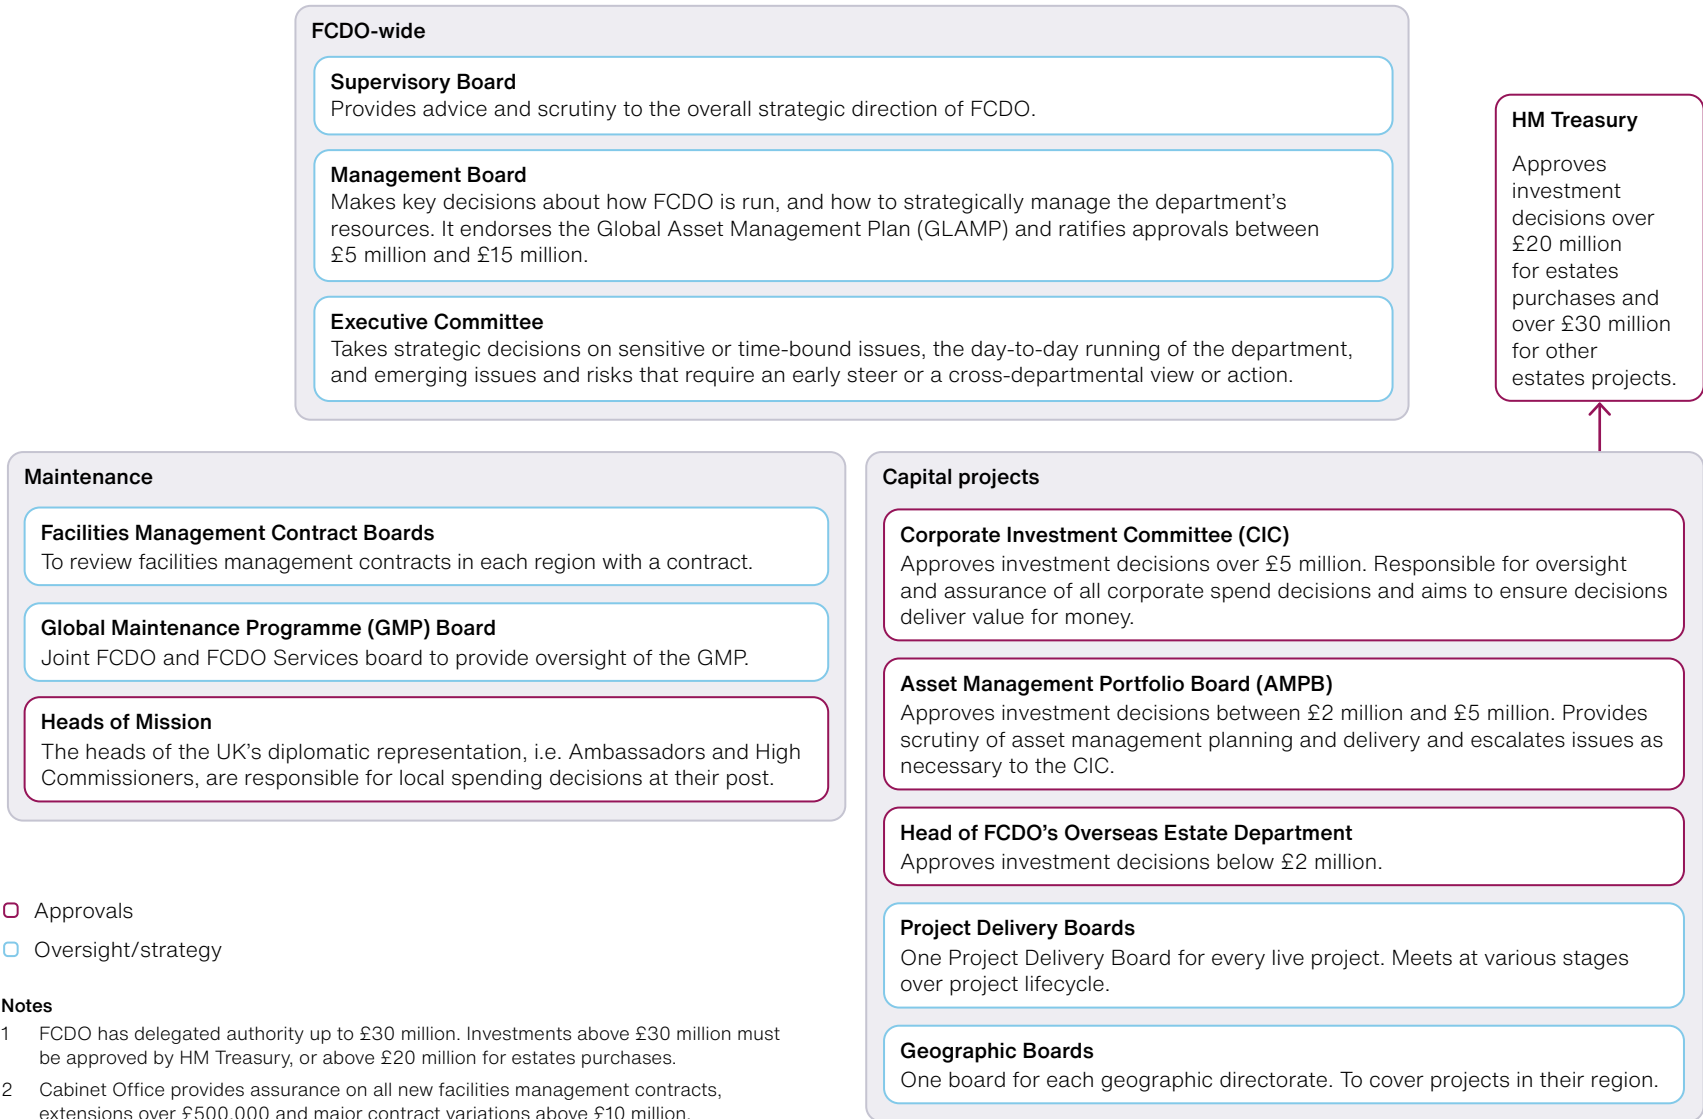 FCDO-wide
Supervisory Board
Provides advice and scrutiny to the overall strategic direction of FCDO.
Management Board
Makes key decisions about how FCDO is run, and how to strategically manage the department’s
resources. It endorses the Global Asset Management Plan (GLAMP) and ratifies approvals between
£5 million and £15 million.
Executive Committee
Takes strategic decisions on sensitive or time-bound issues, the day-to-day running of the department,
and emerging issues and risks that require an early steer or a cross-departmental view or action.
HM Treasury
Approves
investment
decisions over
£20 million
for estates
purchases and
over £30 million
for other
estates projects.
Maintenance
Facilities Management Contract Boards
To review facilities management contracts in each region with a contract.
Global Maintenance Programme (GMP) Board
Joint FCDO and FCDO Services board to provide oversight of the GMP.
Heads of Mission
The heads of the UK’s diplomatic representation, i.e. Ambassadors and High
Commissioners, are responsible for local spending decisions at their post.
Capital projects
Corporate Investment Committee (CIC)
Approves investment decisions over £5 million. Responsible for oversight
and assurance of all corporate spend decisions and aims to ensure decisions
deliver value for money.
Asset Management Portfolio Board (AMPB)
Approves investment decisions between £2 million and £5 million. Provides
scrutiny of asset management planning and delivery and escalates issues as
necessary to the CIC.
Head of FCDO’s Overseas Estate Department
Approves investment decisions below £2 million.
Project Delivery Boards
One Project Delivery Board for every live project. Meets at various stages
over project lifecycle.
Geographic Boards
One board for each geographic directorate. To cover projects in their region.
Approvals
Oversight/strategy
Notes
1 FCDO has delegated authority up to £30 million. Investments above £30 million must
be approved by HM Treasury, or above £20 million for estates purchases.
2 Cabinet Office provides assurance on all new facilities management contracts,
extensions over £500,000 and major contract variations above £10 million.